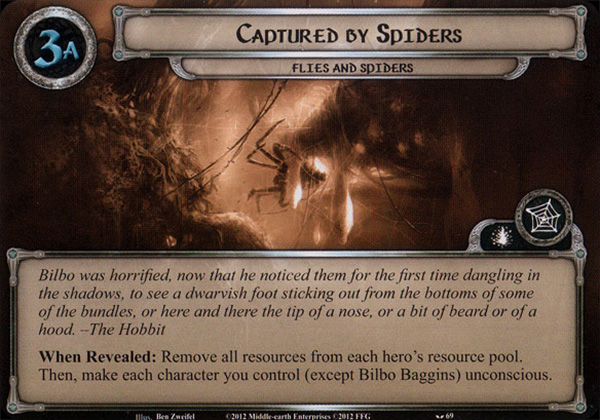 3A
CAPTURED BY SPIDERS
FLIES AND SPIDERS
Bilbo was horrified, now that he noticed them for the first time dangling in
the shadows, to see a dwarvish foot sticking out from the bottoms of some
of the bundles, or here and there the tip of a nose, or a bit of beard or of a
hood. –The Hobbit
When Revealed: Remove all resources from each hero's resource pool.
Then, make each character you control (except Bilbo Baggins) unconscious.
Illus. Ben Zweifel ©2012 Middle-earth Enterprises ©2012 FFG 69